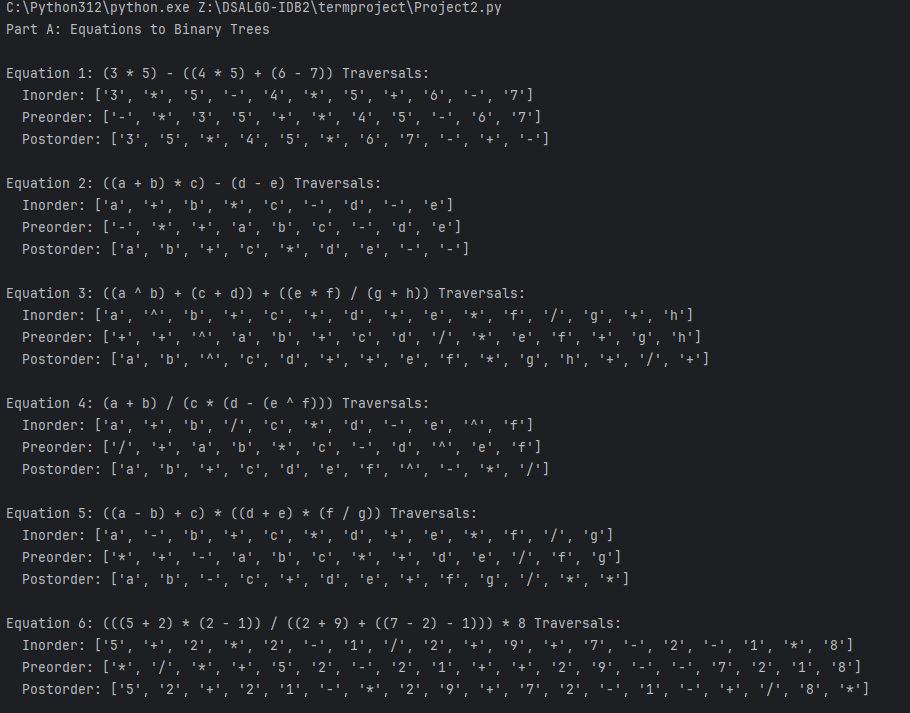 C:\Python312\python.exe Z:\DSALGO-IDB2\termproject\Project2.py
Part A: Equations to Binary Trees
Equation 1: (3 * 5) - ((4 * 5) + (6 - 7)) Traversals:
Inorder: ['3', '*', '5', '-', '4', '*', '5', '+', '6', '-', '7']
Preorder: ['-', '*', '3', '5', '+', '*', '4', '5', '-', '6', '7']
Postorder: ['3', '5', '*', '4', '5', '*', '6', '7', '-', '+', '-']
Equation 2: ((a + b) * c) - (d - e) Traversals:
Inorder: ['a', '+', 'b', '*', 'c', '-', 'd', '-', 'e']
Preorder: ['-', '*', '+', 'a', 'b', 'c', '-', 'd', 'e']
Postorder: ['a', 'b', '+', 'c', '*', 'd', 'e', '-', '-']
Equation 3: ((a ^ b) + (c + d)) + ((e * f) / (g + h)) Traversals:
Inorder: ['a', '^', 'b', '+', 'c', '+', 'd', '+', 'e', '*', 'f', '/', 'g', '+', 'h']
Preorder: ['+', '+', '^', 'a', 'b', '+', 'c', 'd', '/', '*', 'e', 'f', '+', 'g', 'h']
Postorder: ['a', 'b', '^', 'c', 'd', '+', '+', 'e', 'f', '*', 'g', 'h', '+', '/', '+']
Equation 4: (a + b) / (c * (d - (e ^ f))) Traversals:
Inorder: ['a', '+', 'b', '/', 'c', '*', 'd', '-', 'e', '^', 'f']
Preorder: ['/', '+', 'a', 'b', '*', 'c', '-', 'd', '^', 'e', 'f']
Postorder: ['a', 'b', '+', 'c', 'd', 'e', 'f', '^', '-', '*', '/']
Equation 5: ((a - b) + c) * ((d + e) * (f / g)) Traversals:
Inorder: ['a', '-', 'b', '+', 'c', '*', 'd', '+', 'e', '*', 'f', '/', 'g']
Preorder: ['*', '+', '-', 'a', 'b', 'c', '*', '+', 'd', 'e', '/', 'f', 'g']
Postorder: ['a', 'b', '-', 'c', '+', 'd', 'e', '+', 'f', 'g', '/', '*', '*']
Equation 6: (((5 + 2) * (2 - 1)) / ((2 + 9) + ((7 - 2) - 1))) * 8 Traversals:
Inorder: ['5', '+', '2', '*', '2', '-', '1', '/', '2', '+', '9', '+', '7', '-', '2', '-', '1', '*', '8']
Preorder: ['*', '/', '*', '+', '5', '2', '-', '2', '1', '+', '+', '2', '9', '-', '-', '7', '2', '1', '8']
Postorder: ['5', '2', '+', '2', '1', '-', '*', '2', '9', '+', '7', '2', '-', '1', '-', '+', '/', '8', '*']